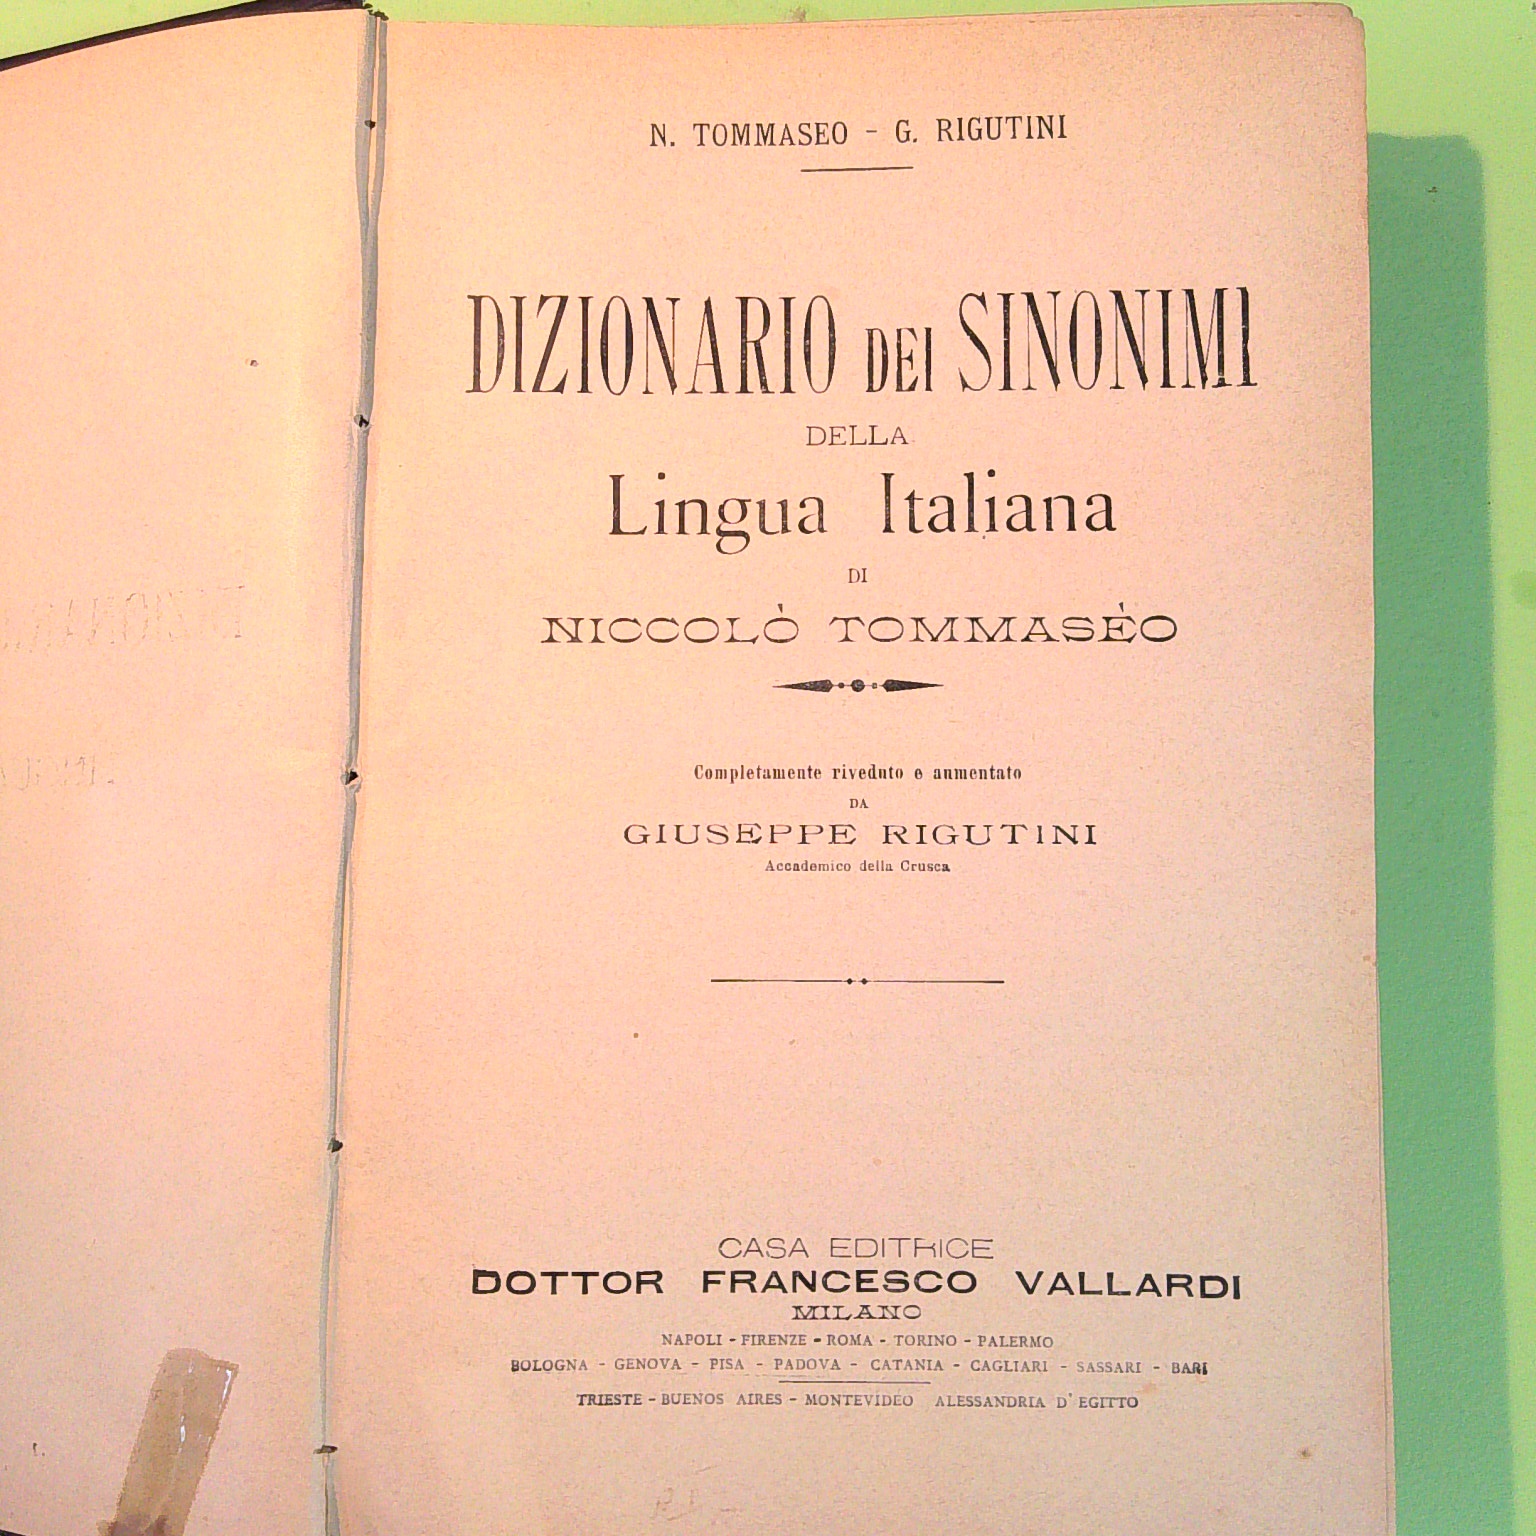 N. TOMMASEO - G. RIGUTINI
DIZIONARIO DEI SINONIMI
DELLA
Lingua Italiana
DI
NICCOLÒ TOMMASÈO
Completamente riveduto e aumentato
DA
GIUSEPPE RIGUTINI
Accademico della Crusca
CASA EDITRICE
DOTTOR FRANCESCO VALLARDI
MILANO
NAPOLI - FIRENZE - ROMA - TORINO - PALERMO
BOLOGNA - GENOVA - PISA - PADOVA - CATANIA - CAGLIARI - SASSARI - BARI
TRIESTE - BUENOS AIRES - MONTEVIDEO ALESSANDRIA D'EGITTO